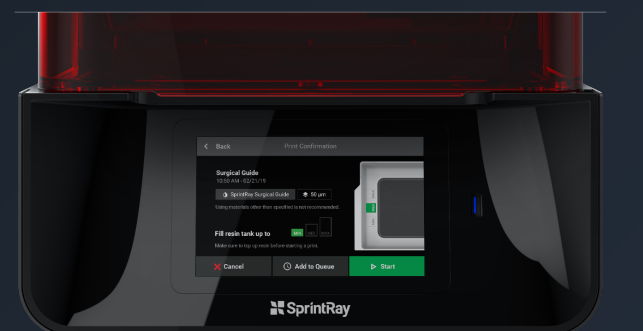 Back
Print Confirmation
Surgical Guide
10:50 AM - 02/21/19
SprintRay Surgical Guide
50 µm
Using materials other than specified is not recommended.
Fill resin tank up to
MIN
Make sure to top up resin before starting a print.
Cancel
Add to Queue
Start
SprintRay